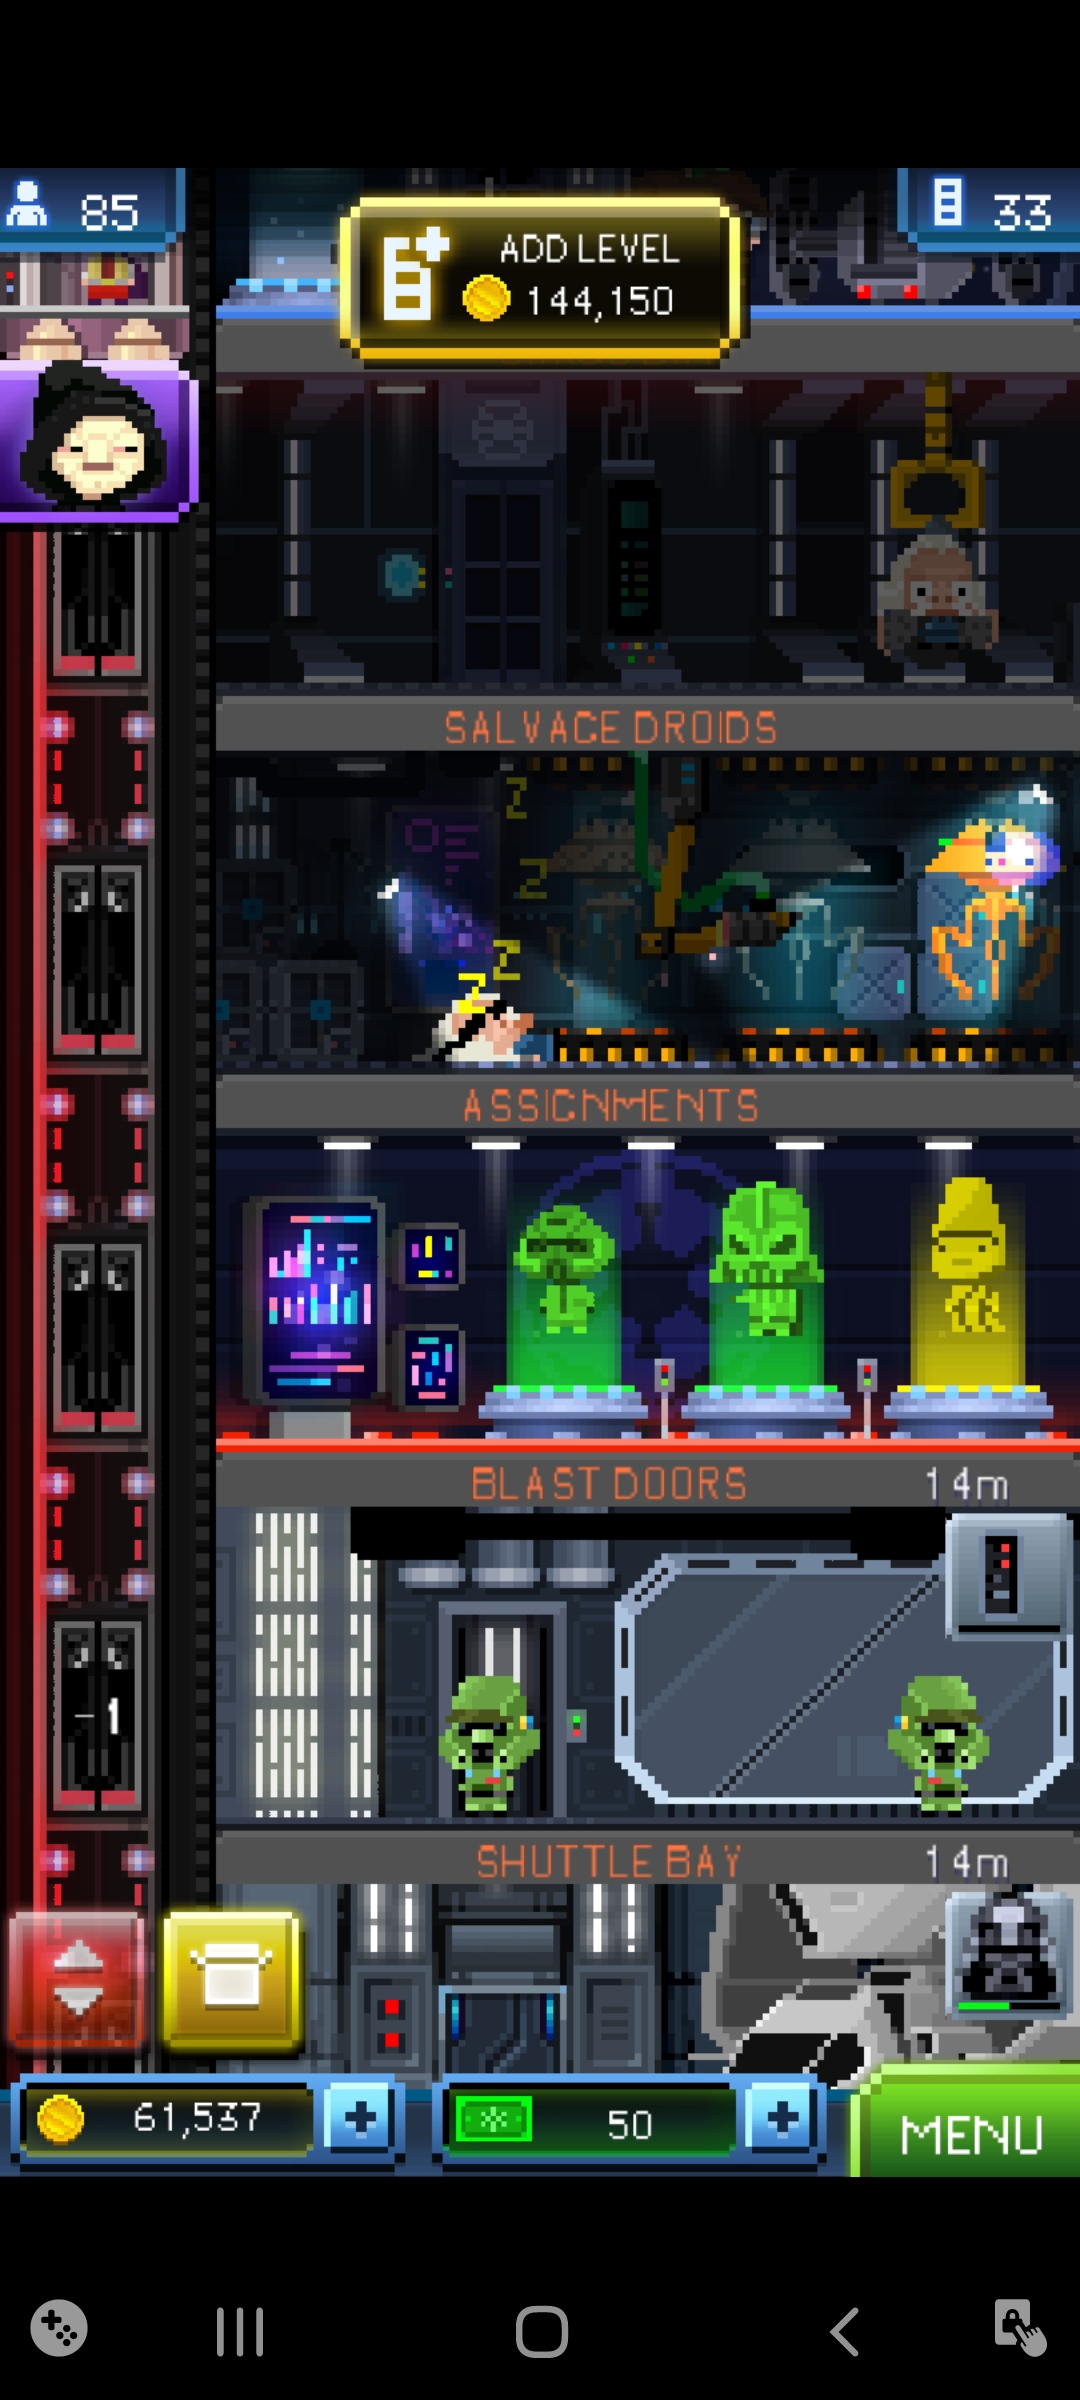 85
ADD LEVEL
144,150
33
SALVAGE DROIDS
Z
Z
Z
Z
ASSIGNMENTS
BLAST DOORS 14m
-1
SHUTTLE BAY 14m
61,537 +
50 +
MENU